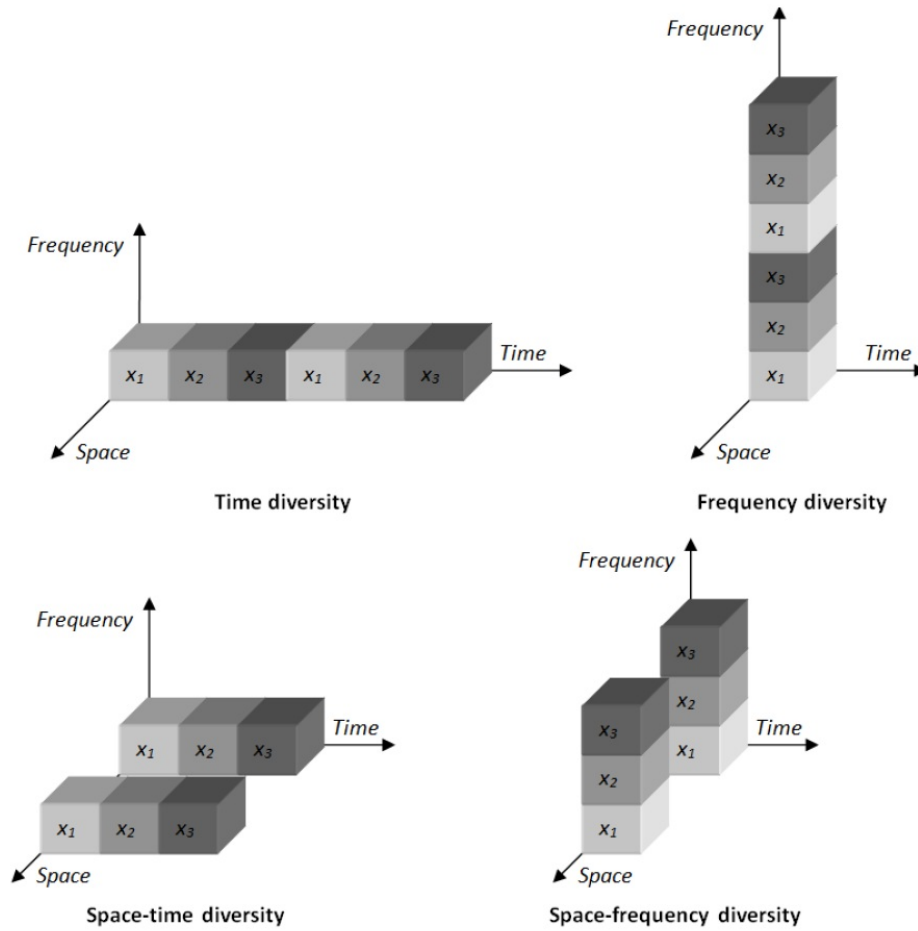 Frequency
x1 x2 x3 x1 x2 x3
Time
Space
Time diversity
Frequency
x3
x2
x1
x3
x2
x1
Time
Space
Frequency diversity
Frequency
x1 x2 x3
Time
x1 x2 x3
Space
Space-time diversity
Frequency
x3
x2
x1
Time
x3
x2
x1
Space
Space-frequency diversity